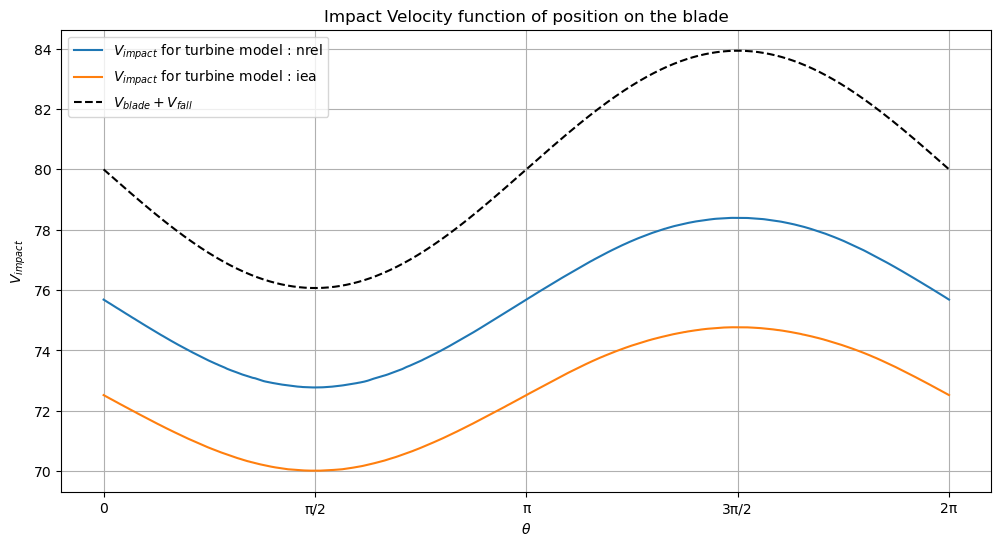 Impact Velocity function of position on the blade
V_impact for turbine model : nrel
V_impact for turbine model : iea
V_blade + V_fall
84
82
80
78
76
74
72
70
V_impact
0
π/2
π
3π/2
2π
θ